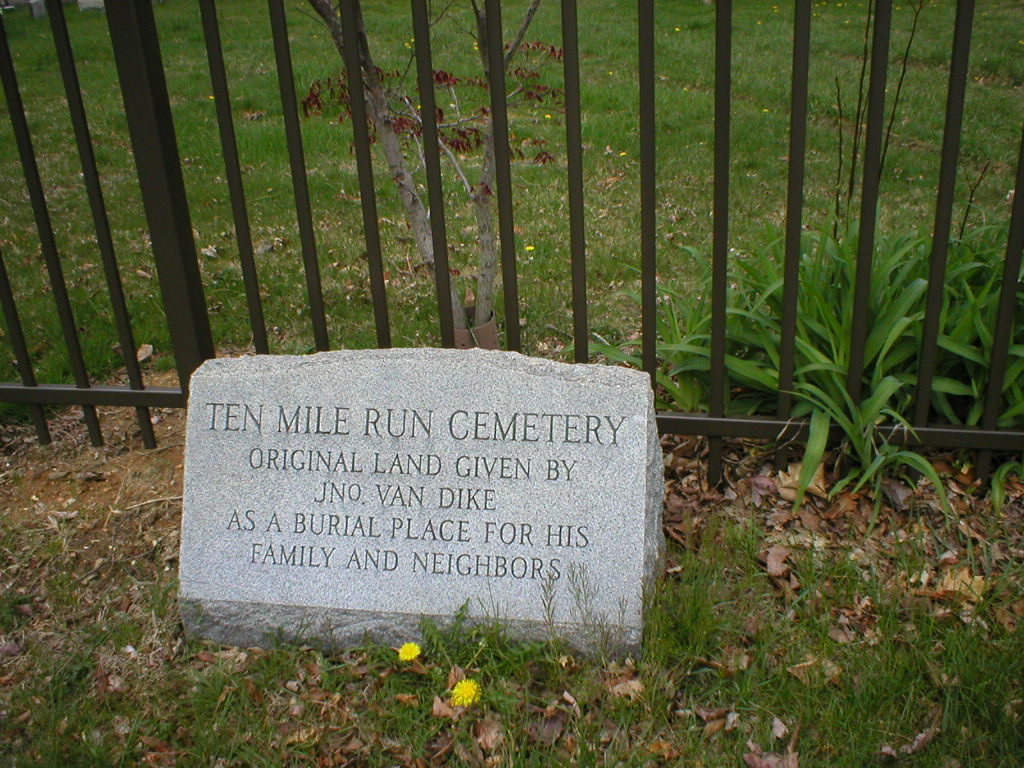 TEN MILE RUN CEMETERY
ORIGINAL LAND GIVEN BY
JNO. VAN DIKE
AS A BURIAL PLACE FOR HIS
FAMILY AND NEIGHBORS